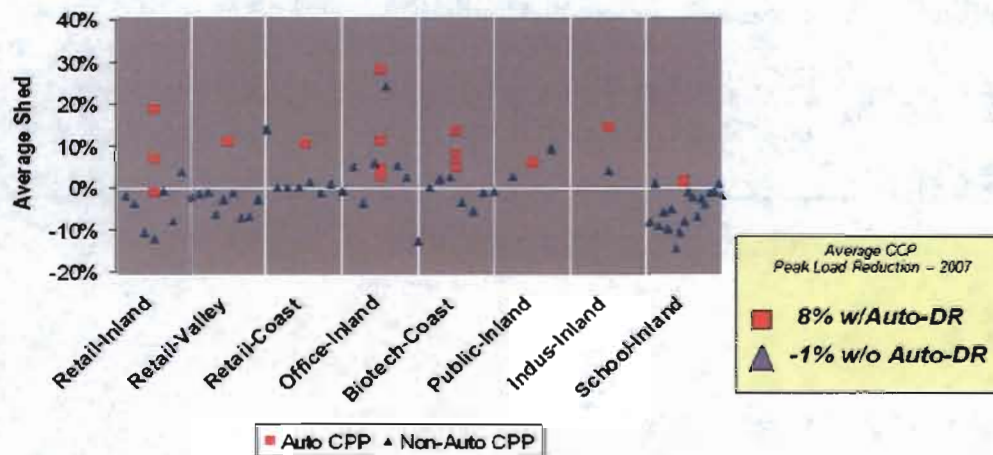 40%
30%
20%
10%
0%
-10%
-20%
Average Shed
Retail-Inland
Retail-Valley
Retail-Coast
Office-Inland
Biotech-Coast
Public-Inland
Indus-Inland
School-Inland
Auto CPP Non-Auto CPP
Average CCP
Peak Load Reduction – 2007
8% w/Auto-DR
-1% w/o Auto-DR